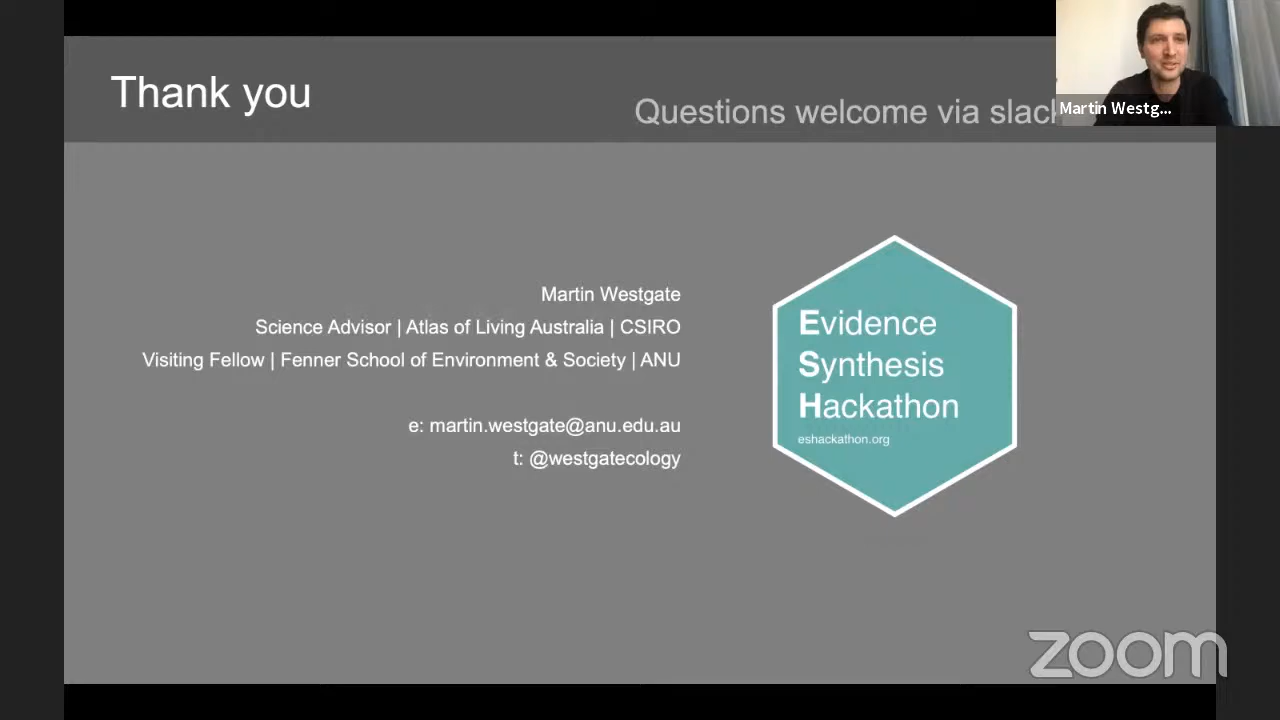 Thank you
Questions welcome via slack
Martin Westg...
Martin Westgate
Science Advisor | Atlas of Living Australia | CSIRO
Visiting Fellow | Fenner School of Environment & Society | ANU
e: martin.westgate@anu.edu.au
t: @westgatecology
Evidence
Synthesis
Hackathon
eshackathon.org
zoom